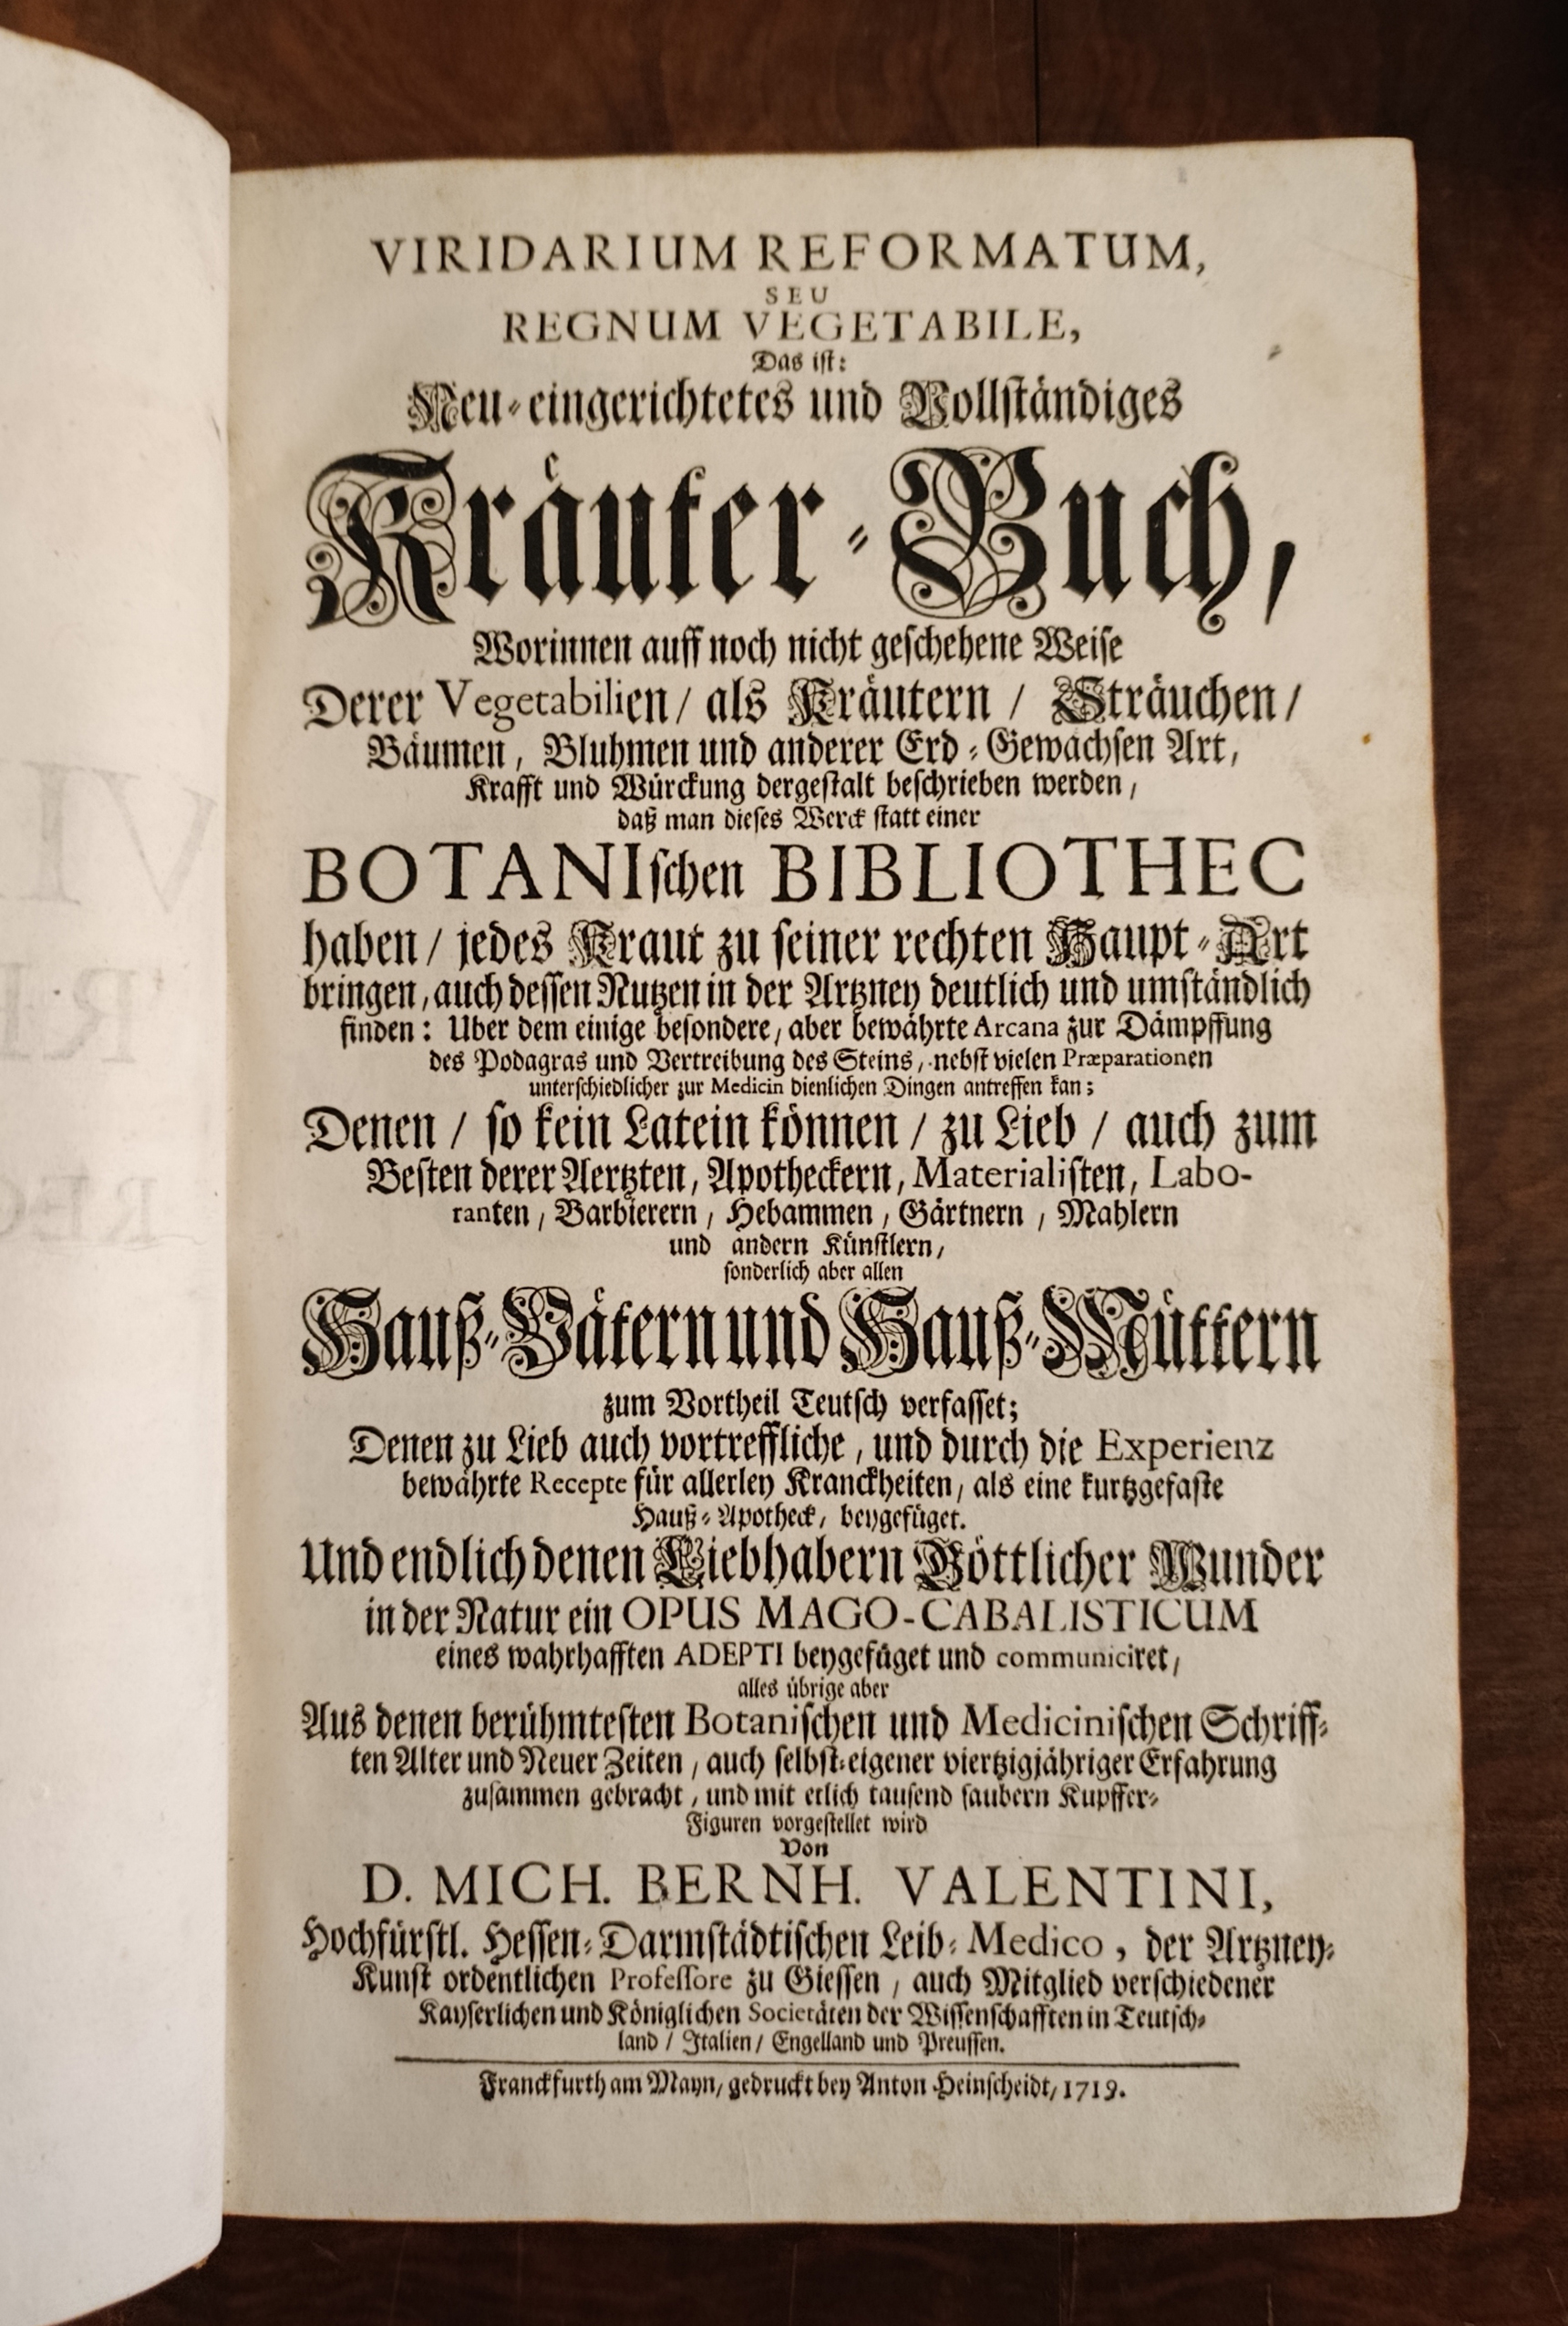 VIRIDARIUM REFORMATUM,
SEU
REGNUM VEGETABILE,
Das ist:
Neu-eingerichtetes und Vollständiges
Kräuter-Buch,
Worinnen auff noch nicht geschehene Weise
Derer Vegetabilien / als Kräutern / Sträuchen /
Bäumen, Bluhmen und anderer Erd-Gewächsen Art,
Krafft und Würckung dergestalt beschrieben werden,
daß man dieses Werck statt einer
BOTANIschen BIBLIOTHEC
haben / jedes Kraut zu seiner rechten Haupt-Art
bringen, auch dessen Nutzen in der Artzney deutlich und umständlich
finden: Uber dem einige besondere, aber bewährte Arcana zur Dämpffung
des Podagras und Vertreibung des Steins, nebst vielen Præparationen
unterschiedlicher zur Medicin dienlichen Dingen antreffen kan;
Denen / so kein Latein können / zu Lieb / auch zum
Besten derer Aertzten, Apotheckern, Materialisten, Labo-
ranten, Barbierern, Hebammen, Gärtnern, Mahlern
und andern Künstlern,
sonderlich aber allen
Hauß-Vätern und Hauß-Müttern
zum Vortheil Teutsch verfasset;
Denen zu Lieb auch vortreffliche, und durch die Experienz
bewährte Recepte für allerley Kranckheiten, als eine kurtzgefaste
Hauß-Apotheck, beygefüget.
Und endlich denen Liebhabern Göttlicher Wunder
in der Natur ein OPUS MAGO-CABALISTICUM
eines wahrhafften ADEPTI beygefüget und communiciret,
alles übrige aber
Aus denen berühmtesten Botanischen und Medicinischen Schriff-
ten Alter und Neuer Zeiten, auch selbst-eigener viertzigjähriger Erfahrung
zusammen gebracht, und mit etlich tausend saubern Kupffer-
Figuren vorgestellet wird
Von
D. MICH. BERNH. VALENTINI,
Hochfürstl. Hessen-Darmstädtischen Leib-Medico, der Artzney-
Kunst ordentlichen Professore zu Giessen, auch Mitglied verschiedener
Kayserlichen und Königlichen Societäten der Wissenschafften in Teutsch-
land / Italien / Engelland und Preussen.
Franckfurth am Mayn, gedruckt bey Anton Heinscheidt, 1719.